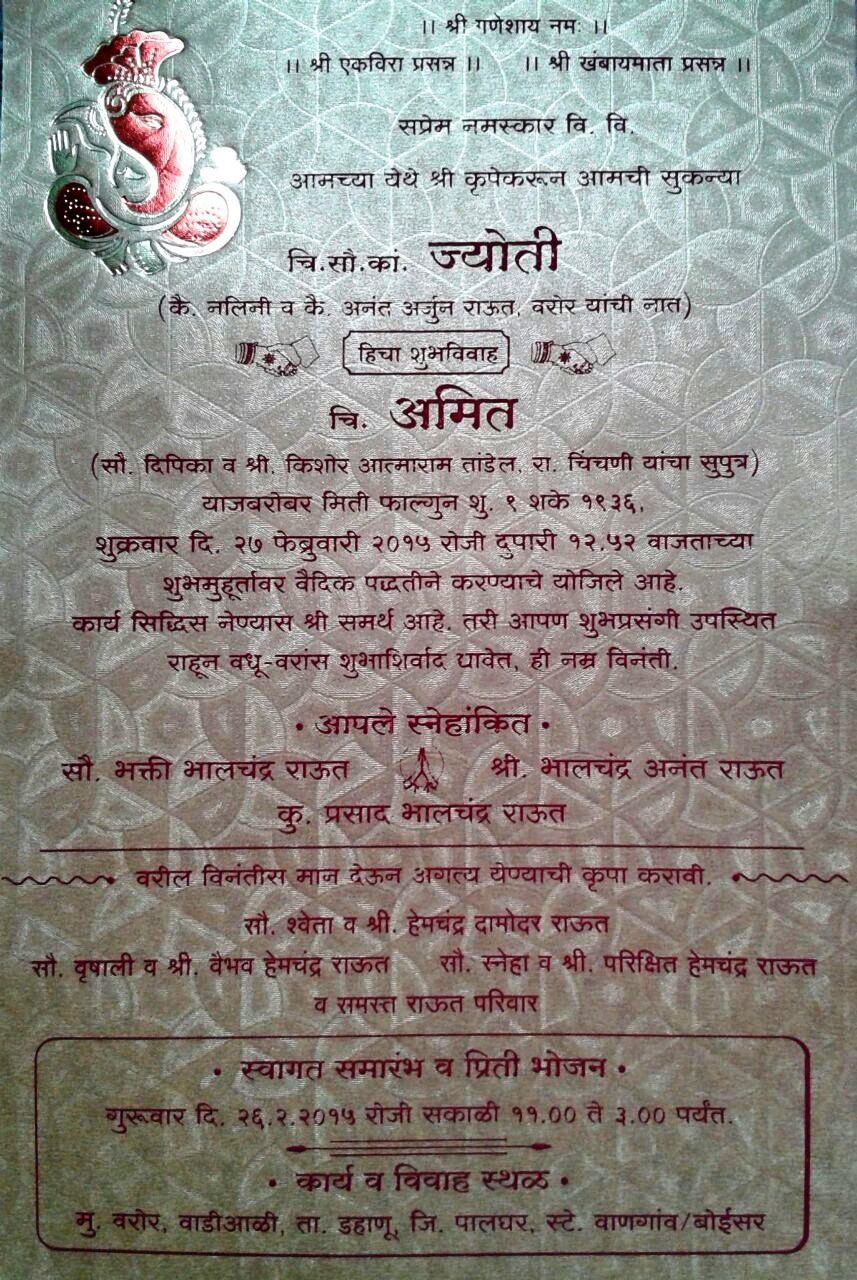 ।। श्री गणेशाय नमः ।।
।। श्री एकविरा प्रसन्न ।। ।। श्री खंबायमाता प्रसन्न ।।
सप्रेम नमस्कार वि. वि.
आमच्या येथे श्री कृपेकरून आमची सुकन्या
चि.सौ.कां. ज्योती
(कै. नलिनी व कै. अनंत अर्जुन राऊत, वरोर यांची नात)
हिचा शुभविवाह
चि. अमित
(सौ. दिपिका व श्री. किशोर आत्माराम तांडेल, रा. चिंचणी यांचा सुपुत्र)
याजबरोबर मिती फाल्गुन शु. ९ शके १९३६,
शुक्रवार दि. २७ फेब्रुवारी २०१५ रोजी दुपारी १२.५२ वाजताच्या
शुभमुहूर्तावर वैदिक पद्धतीने करण्याचे योजिले आहे.
कार्य सिद्धिस नेण्यास श्री समर्थ आहे. तरी आपण शुभप्रसंगी उपस्थित
राहून वधू-वरांस शुभाशिर्वाद द्यावेत, ही नम्र विनंती.
• आपले स्नेहांकित •
सौ. भक्ती भालचंद्र राऊत श्री. भालचंद्र अनंत राऊत
कु. प्रसाद भालचंद्र राऊत
वरील विनंतीस मान देऊन अगत्य येण्याची कृपा करावी.
सौ. श्वेता व श्री. हेमचंद्र दामोदर राऊत
सौ. वृषाली व श्री. वैभव हेमचंद्र राऊत सौ. स्नेहा व श्री. परिक्षित हेमचंद्र राऊत
व समस्त राऊत परिवार
• स्वागत समारंभ व प्रिती भोजन •
गुरूवार दि. २६.२.२०१५ रोजी सकाळी ११.00 ते ३.00 पर्यंत.
• कार्य व विवाह स्थळ •
मु. वरोर, वाडीआळी, ता. डहाणू, जि. पालघर, स्टे. वाणगांव/बोईसर